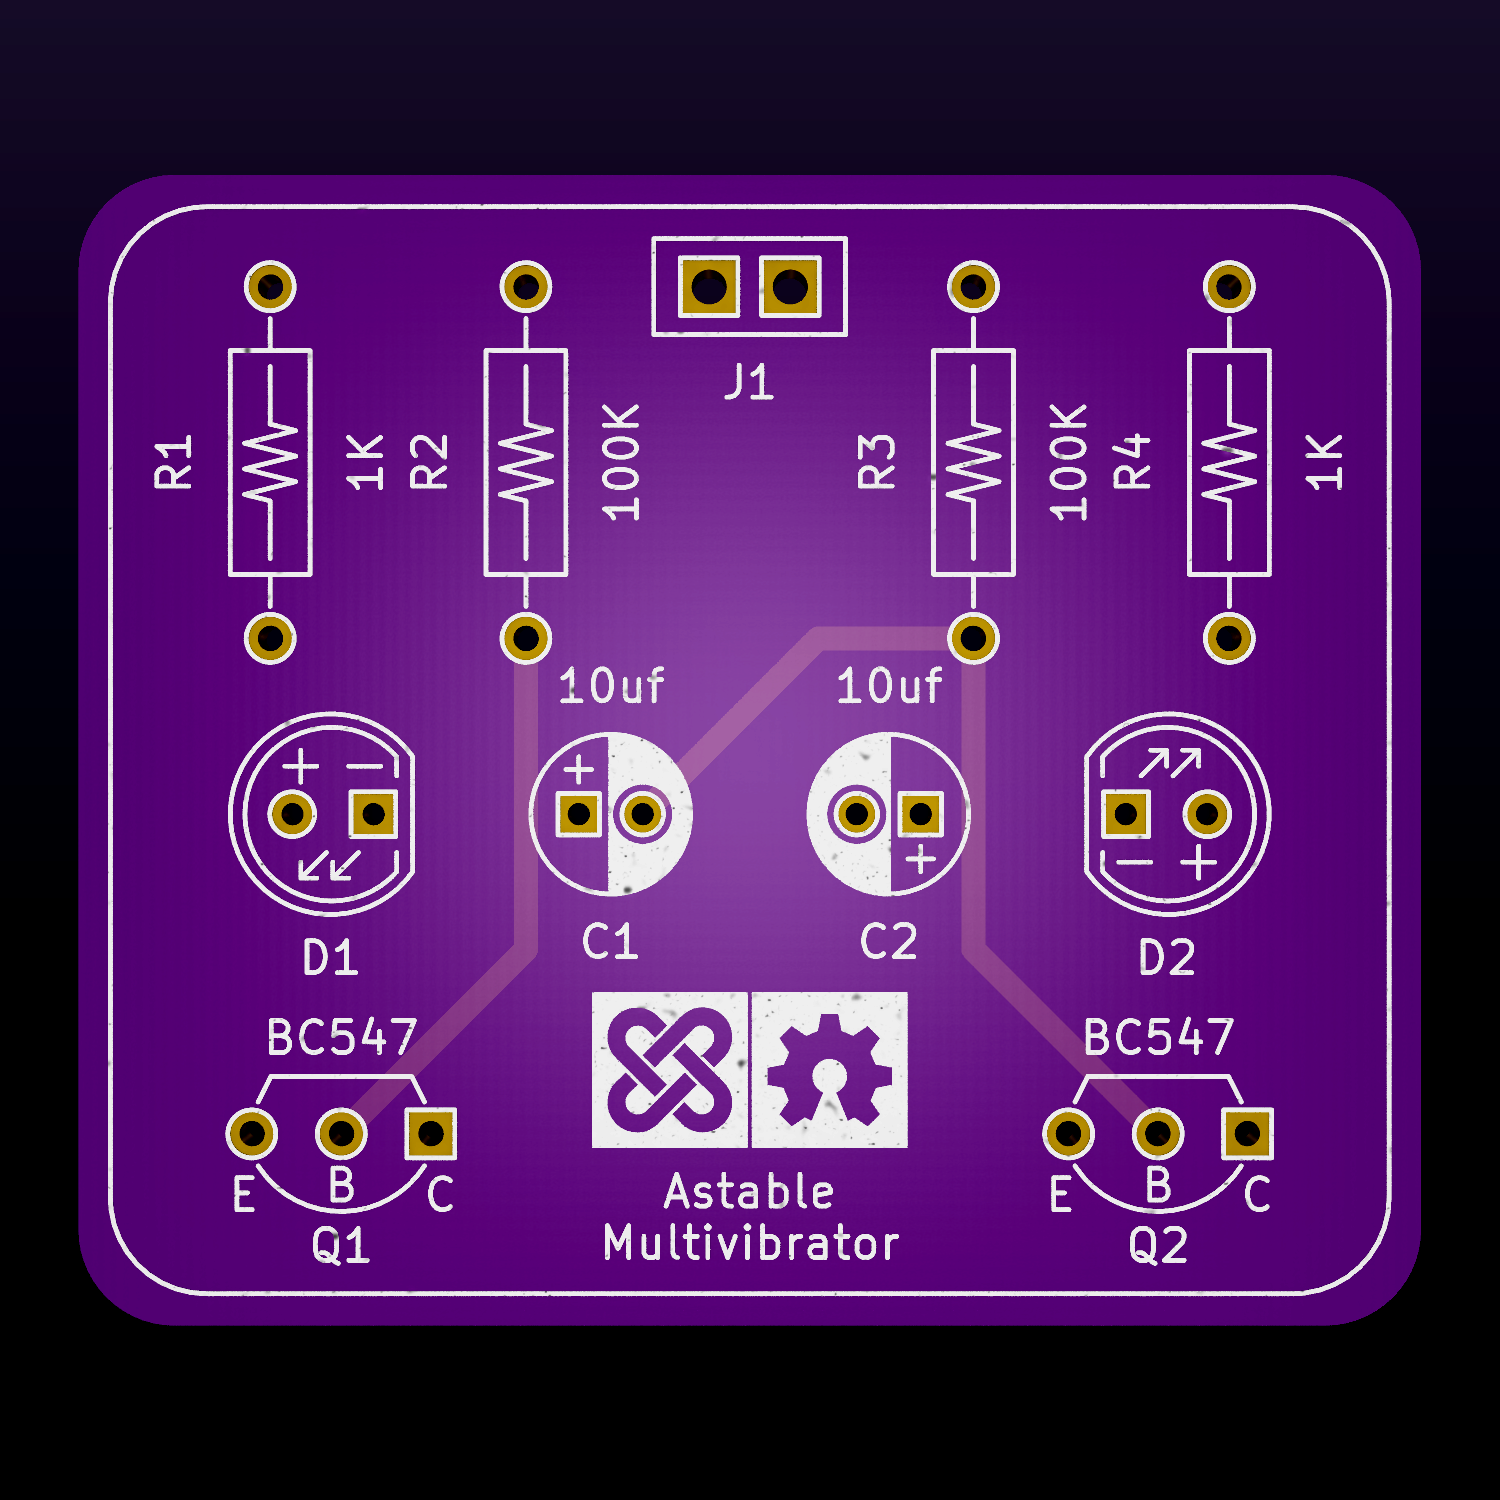 J1
R1
1K
R2
100K
R3
100K
R4
1K
10uf
10uf
+ −
+
+
− +
D1
C1
C2
D2
BC547
BC547
E B C
E B C
Q1
Q2
Astable
Multivibrator